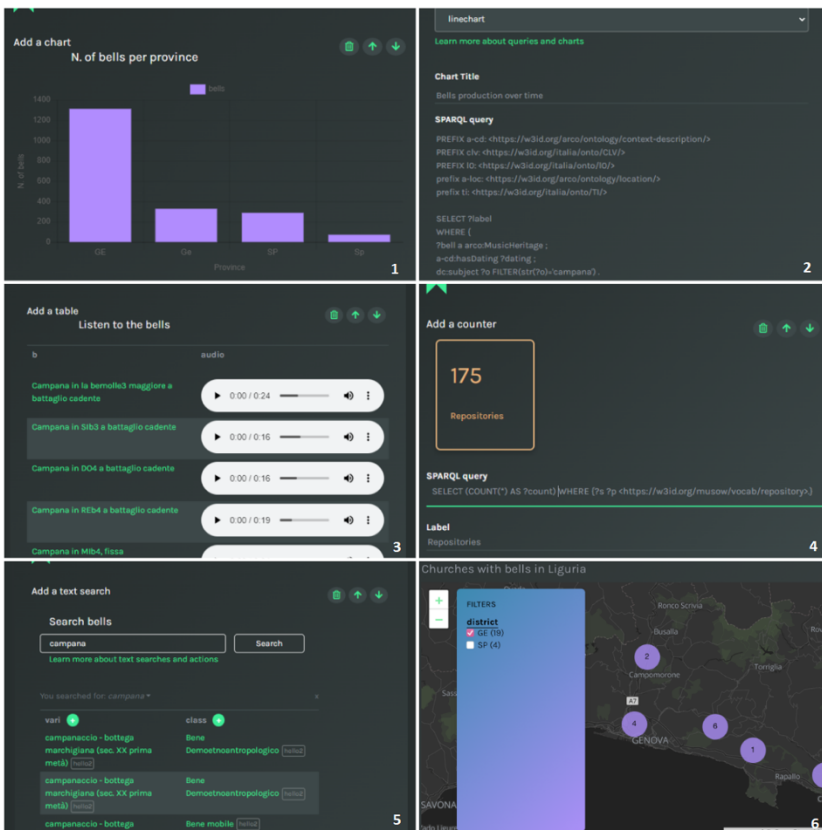 Add a chart
N. of bells per province
bells
1400
1200
1000
800
600
400
200
0
N. of bells
GE
Ge
SP
Sp
Province
1
linechart
Learn more about queries and charts
Chart Title
Bells production over time
SPARQL query
PREFIX a-cd: <https://w3id.org/arco/ontology/context-description/>
PREFIX clv: <https://w3id.org/italia/onto/CLV/>
PREFIX l0: <https://w3id.org/italia/onto/l0/>
prefix a-loc: <https://w3id.org/arco/ontology/location/>
prefix ti: <https://w3id.org/italia/onto/TI/>
SELECT ?label
WHERE {
?bell a arco:MusicHeritage ;
a-cd:hasDating ?dating ;
dc:subject ?o FILTER(str(?o)='campana') .
2
Add a table
Listen to the bells
b
audio
Campana in la bemolle3 maggiore a
battaglio cadente
0:00 / 0:24
Campana in SIb3 a battaglio cadente
0:00 / 0:16
Campana in DO4 a battaglio cadente
0:00 / 0:16
Campana in REb4 a battaglio cadente
0:00 / 0:19
Campana in MIb4, fissa
3
Add a counter
175
Repositories
SPARQL query
SELECT (COUNT(*) AS ?count) WHERE {?s ?p <https://w3id.org/musow/vocab/repository>.}
Label
Repositories
4
Add a text search
Search bells
campana
Search
Learn more about text searches and actions
You searched for: campana
x
vari +
class +
campanaccio - bottega
marchigiana (sec. XX prima
metà) hello2
Bene
Demoetnoantropologico hello2
campanaccio - bottega
marchigiana (sec. XX prima
metà) hello2
Bene
Demoetnoantropologico hello2
campanaccio - bottega
Bene mobile hello2
5
Churches with bells in Liguria
+
−
FILTERS
district
GE (19)
SP (4)
Ronco Scrivia
Busalla
2
Campomorone
Torriglia
A7
4
GENOVA
6
1
Rapallo
SAVONA
6